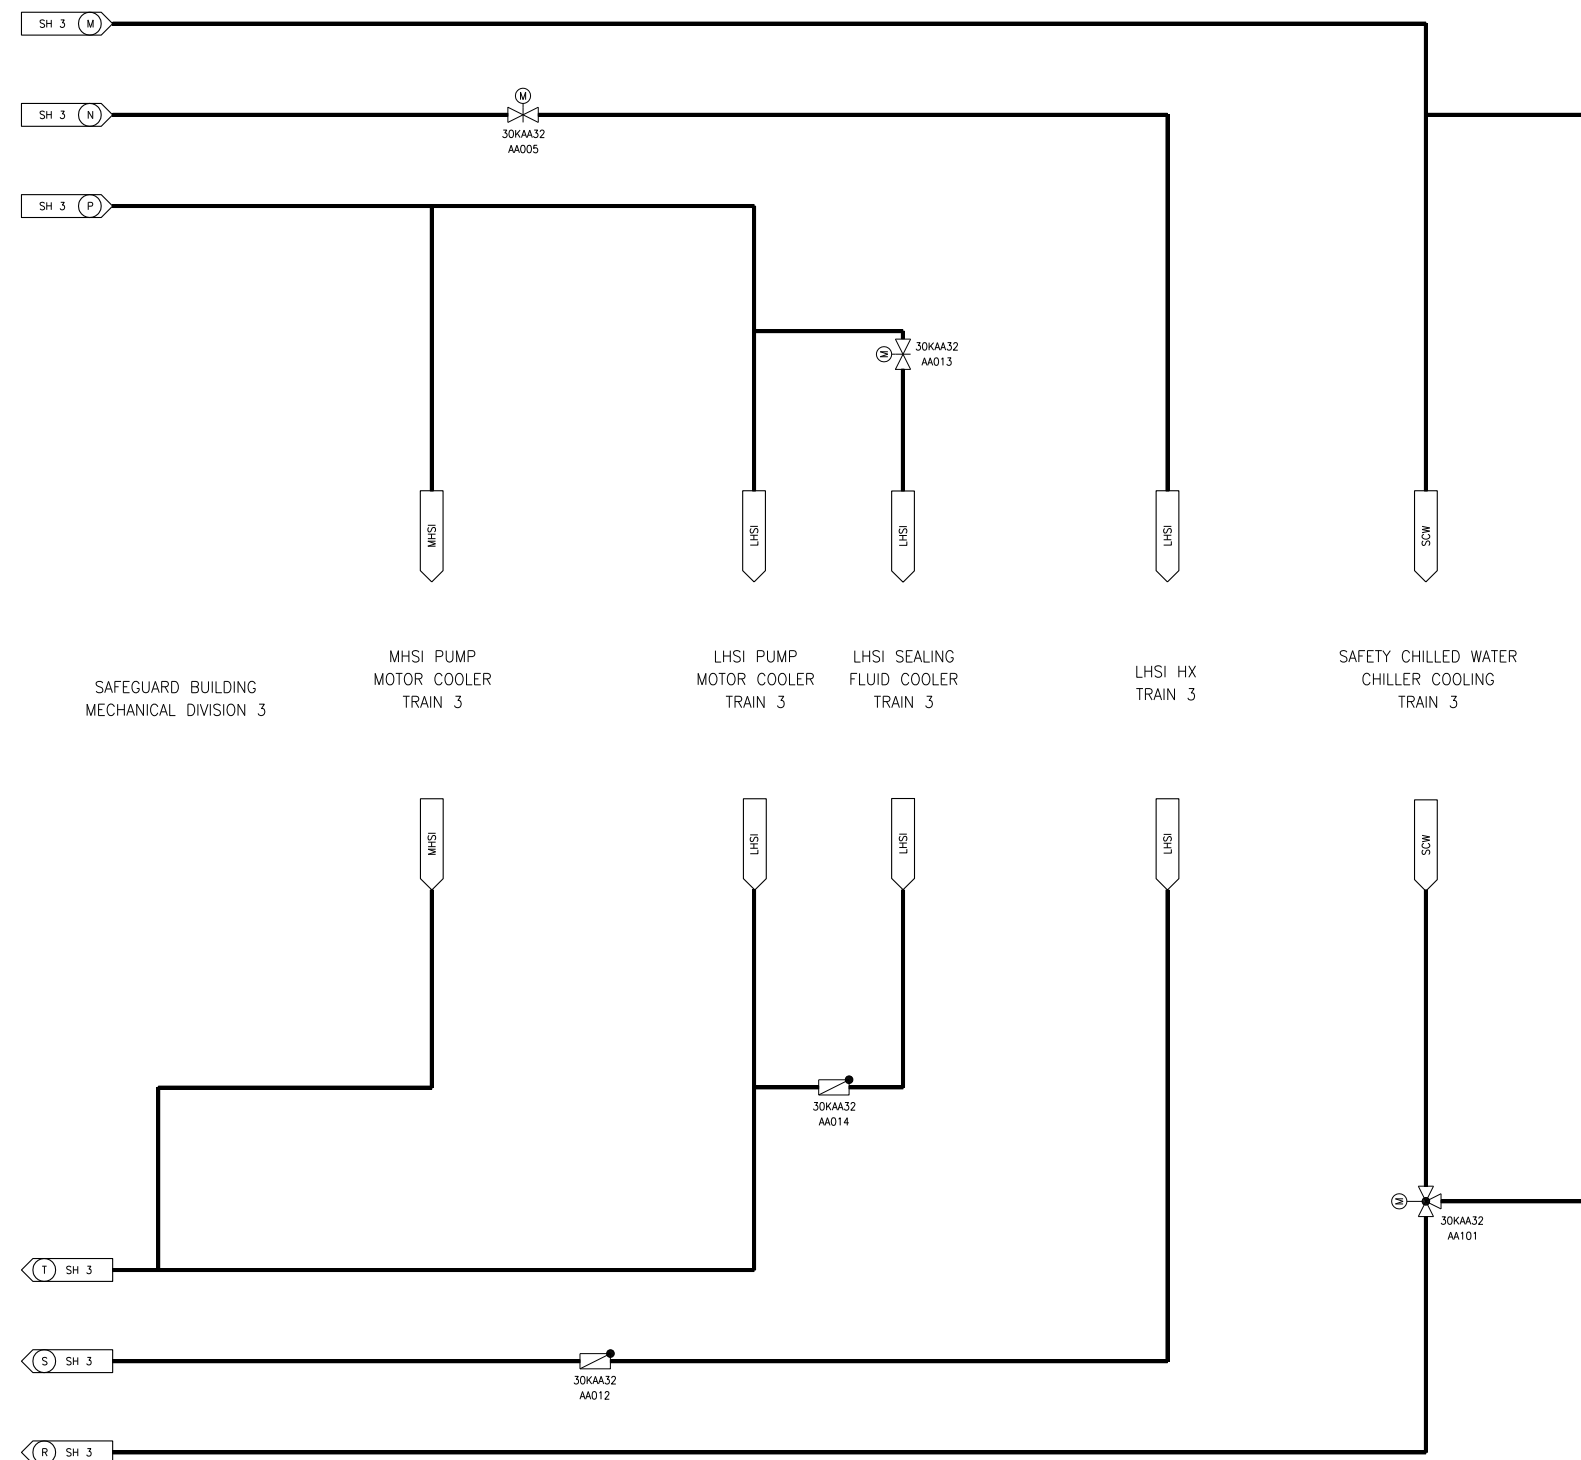 SH 3 M
SH 3 N
M
30KAA32
AA005
SH 3 P
M
30KAA32
AA013
MHSI
LHSI
LHSI
LHSI
SCW
SAFEGUARD BUILDING
MECHANICAL DIVISION 3
MHSI PUMP
MOTOR COOLER
TRAIN 3
LHSI PUMP
MOTOR COOLER
TRAIN 3
LHSI SEALING
FLUID COOLER
TRAIN 3
LHSI HX
TRAIN 3
SAFETY CHILLED WATER
CHILLER COOLING
TRAIN 3
MHSI
LHSI
LHSI
LHSI
SCW
30KAA32
AA014
M
30KAA32
AA101
T SH 3
S SH 3
30KAA32
AA012
R SH 3